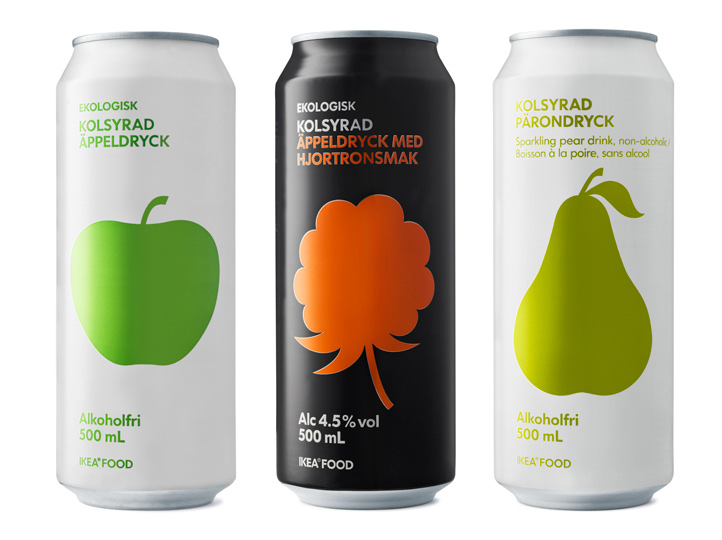 EKOLOGISK
KOLSYRAD
ÄPPELDRYCK
Alkoholfri
500 mL
IKEA® FOOD
EKOLOGISK
KOLSYRAD
ÄPPELDRYCK MED
HJORTRONSMAK
Alc 4.5% vol
500 mL
IKEA® FOOD
KOLSYRAD
PÄRONDRYCK
Sparkling pear drink, non-alcoholic /
Boisson à la poire, sans alcool
Alkoholfri
500 mL
IKEA® FOOD